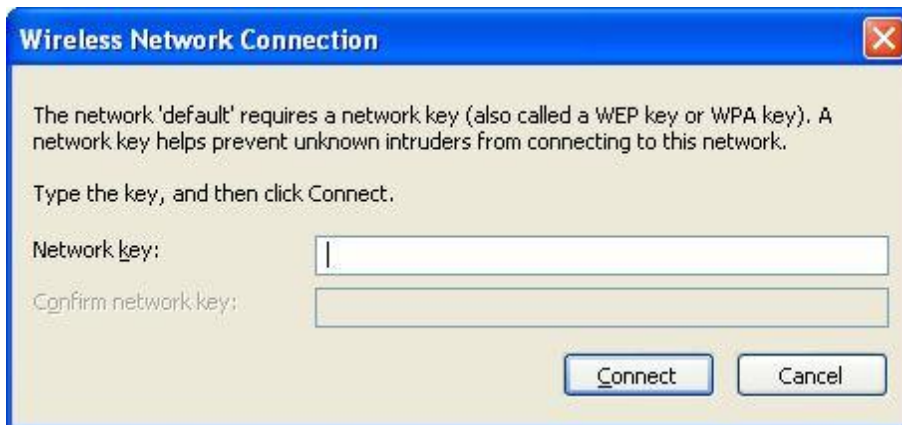 Wireless Network Connection
The network 'default' requires a network key (also called a WEP key or WPA key). A
network key helps prevent unknown intruders from connecting to this network.
Type the key, and then click Connect.
Network key:
Confirm network key:
Connect Cancel